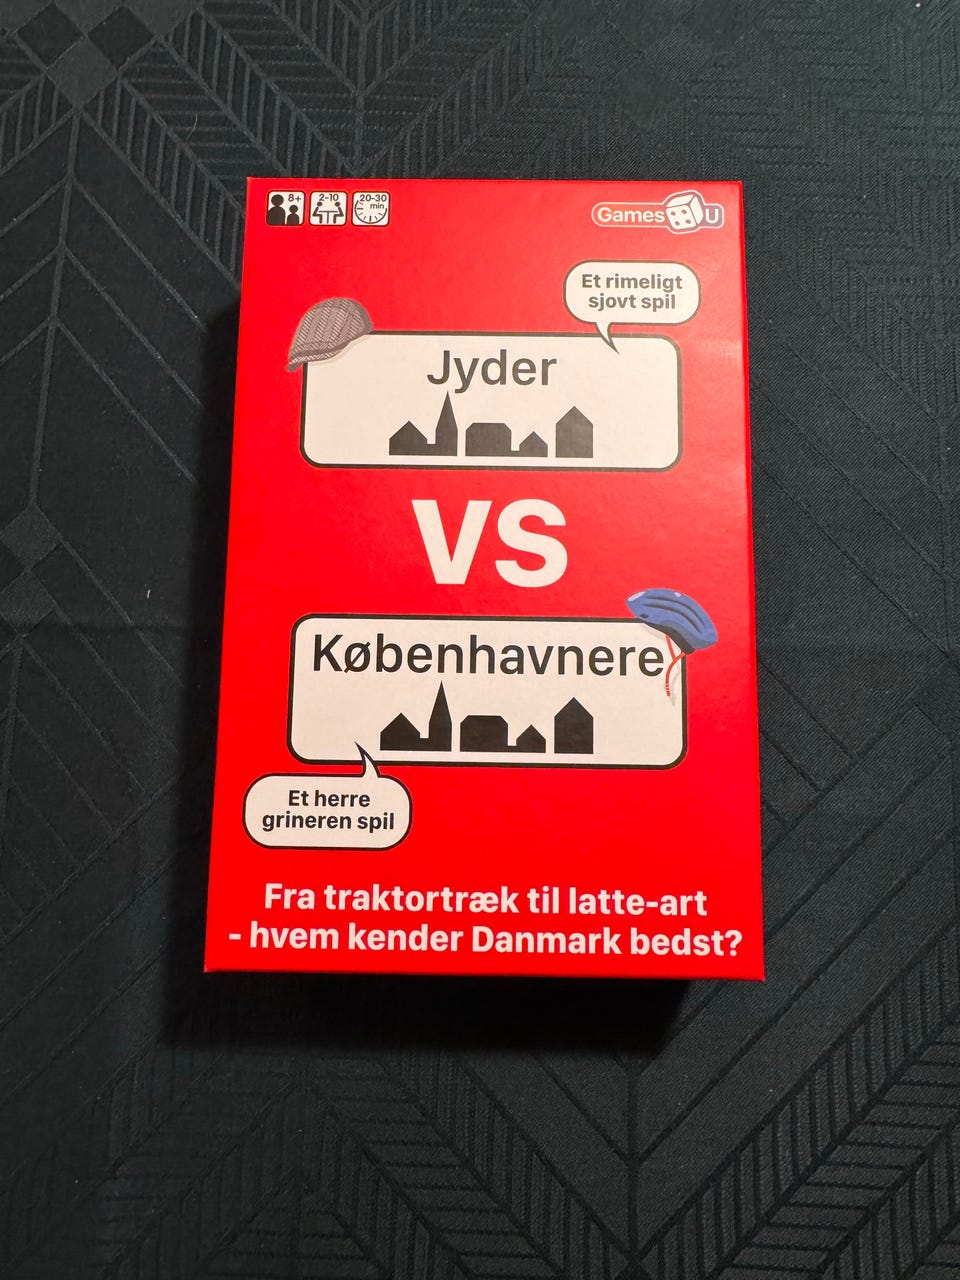 8+
2-10
20-30
min
Games U
Et rimeligt
sjovt spil
Jyder
VS
Københavnere
Et herre
grineren spil
Fra traktortræk til latte-art
- hvem kender Danmark bedst?